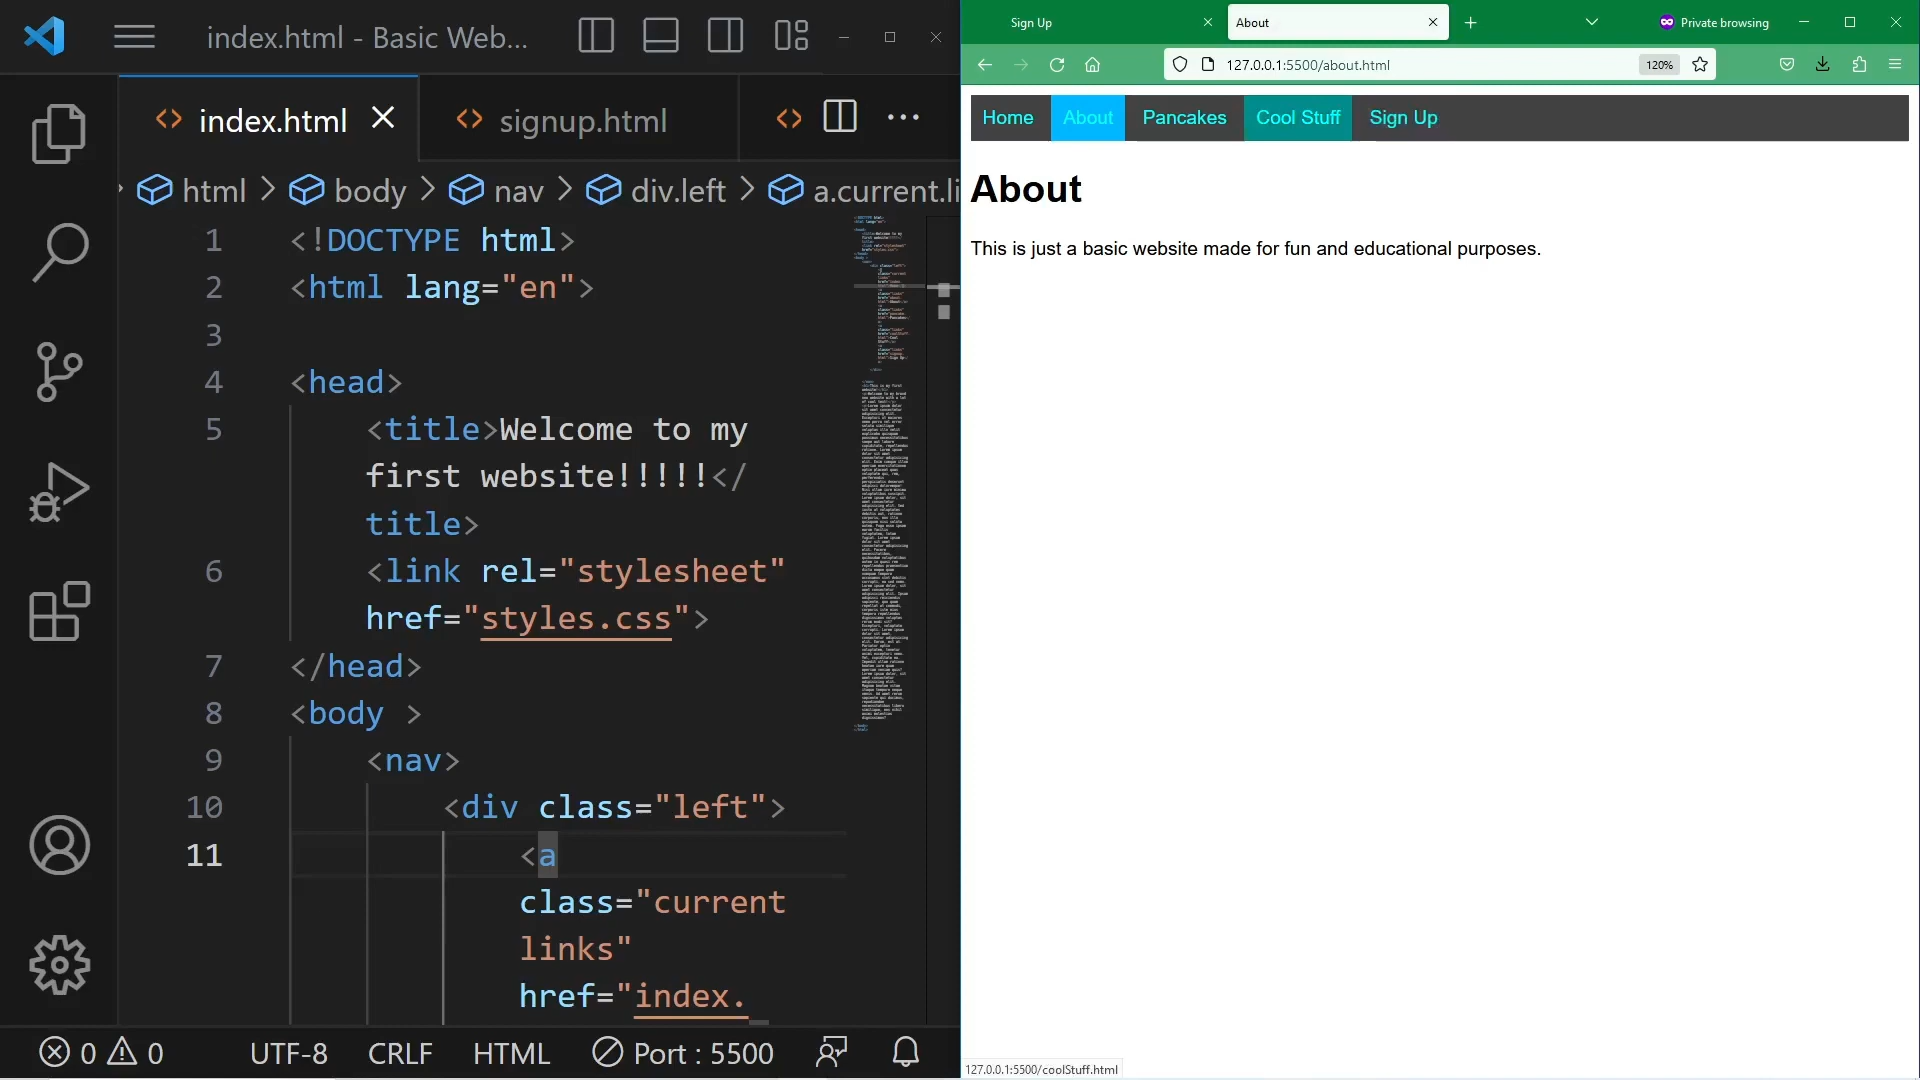 index.html - Basic Web...
index.html
signup.html
html > body > nav > div.left > a.current.li
1 <!DOCTYPE html>
2 <html lang="en">
3
4 <head>
5 <title>Welcome to my
first website!!!!!</
title>
6 <link rel="stylesheet"
href="styles.css">
7 </head>
8 <body >
9 <nav>
10 <div class="left">
11 <a
class="current
links"
href="index.
0 0 UTF-8 CRLF HTML Port : 5500
Sign Up
About
Private browsing
127.0.0.1:5500/about.html
120%
Home About Pancakes Cool Stuff Sign Up
About
This is just a basic website made for fun and educational purposes.
127.0.0.1:5500/coolStuff.html